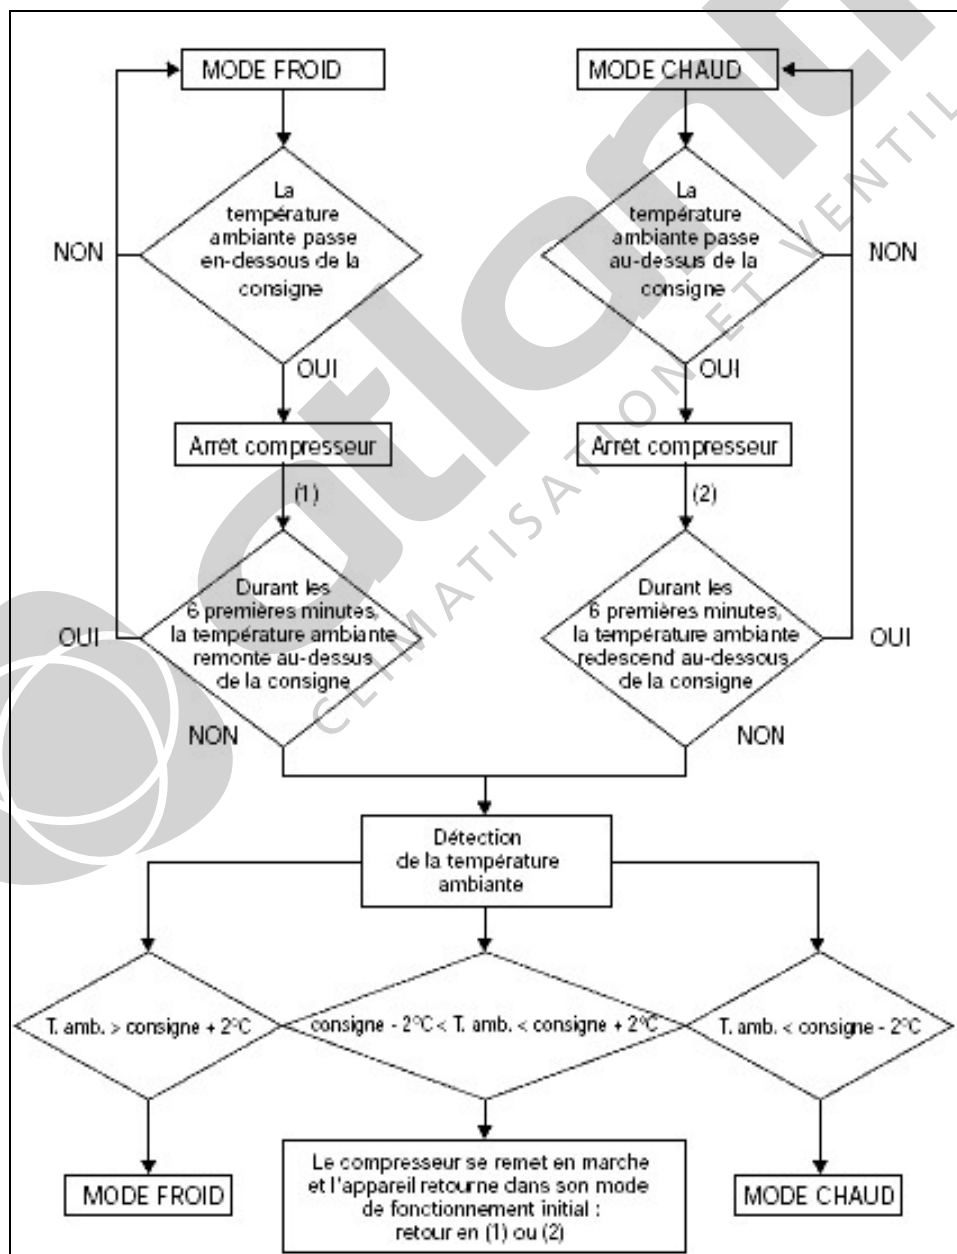 MODE FROID
MODE CHAUD
La
température
ambiante passe
en-dessous de la
consigne
La
température
ambiante passe
au-dessus de la
consigne
NON
NON
OUI
OUI
Arrêt compresseur
Arrêt compresseur
(1)
(2)
Durant les
6 premières minutes,
la température ambiante
remonte au-dessus
de la consigne
Durant les
6 premières minutes,
la température ambiante
redescend au-dessous
de la consigne
OUI
OUI
NON
NON
Détection
de la température
ambiante
T. amb. > consigne + 2°C
consigne - 2°C < T. amb. < consigne + 2°C
T. amb. < consigne - 2°C
MODE FROID
Le compresseur se remet en marche
et l'appareil retourne dans son mode
de fonctionnement initial :
retour en (1) ou (2)
MODE CHAUD
CLIMATISATION ET VENTIL